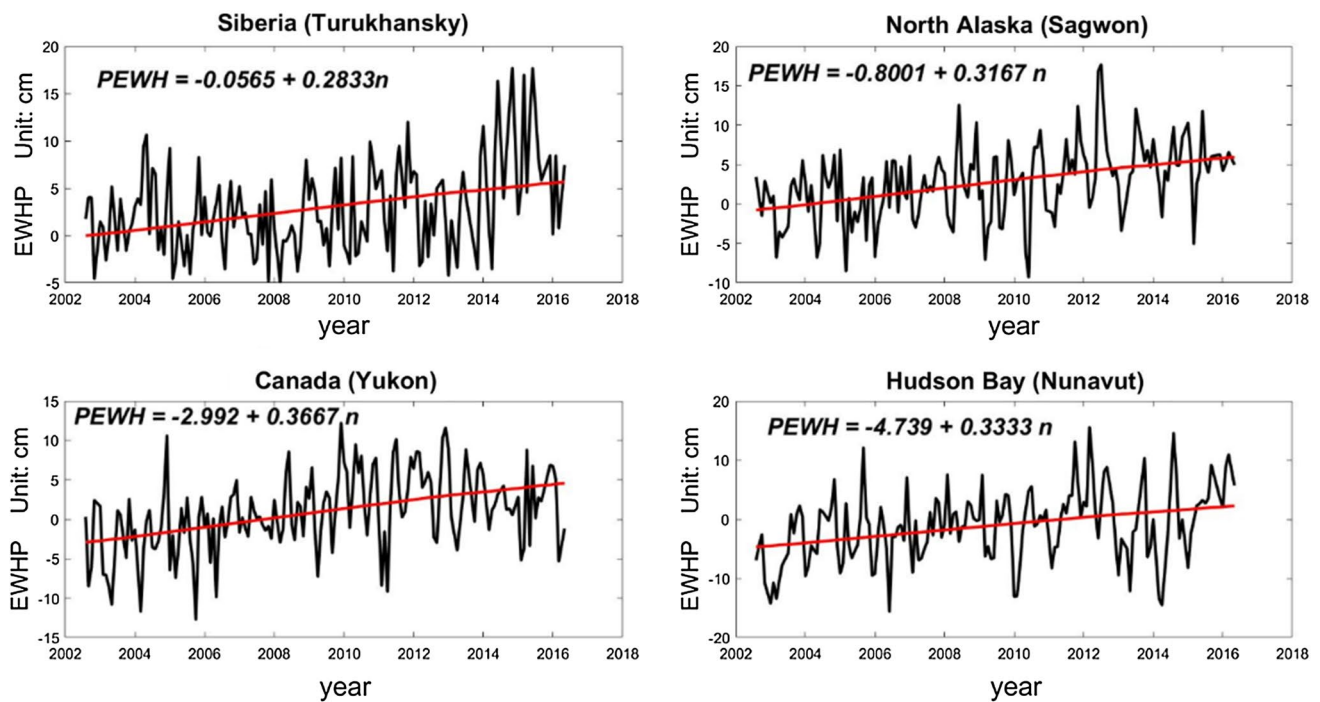 Siberia (Turukhansky)
PEWH = -0.0565 + 0.2833n
20
15
10
5
0
-5
EWHP Unit: cm
2002 2004 2006 2008 2010 2012 2014 2016 2018
year
North Alaska (Sagwon)
PEWH = -0.8001 + 0.3167 n
20
15
10
5
0
-5
-10
EWHP Unit: cm
2002 2004 2006 2008 2010 2012 2014 2016 2018
year
Canada (Yukon)
PEWH = -2.992 + 0.3667 n
15
10
5
0
-5
-10
-15
EWHP Unit: cm
2002 2004 2006 2008 2010 2012 2014 2016 2018
year
Hudson Bay (Nunavut)
PEWH = -4.739 + 0.3333 n
20
10
0
-10
-20
EWHP Unit: cm
2002 2004 2006 2008 2010 2012 2014 2016 2018
year